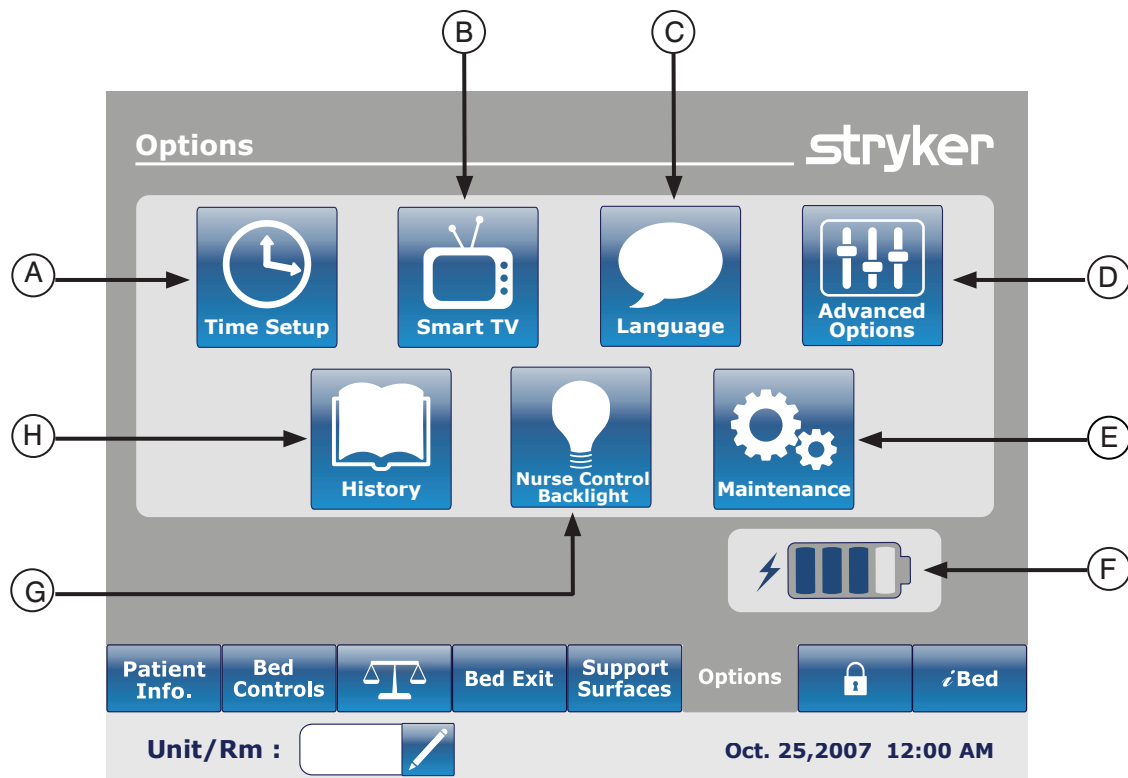 B
C
Options
stryker
A
Time Setup
Smart TV
Language
Advanced
Options
D
H
History
Nurse Control
Backlight
Maintenance
E
G
F
Patient
Info.
Bed
Controls
Bed Exit
Support
Surfaces
Options
iBed
Unit/Rm :
Oct. 25,2007 12:00 AM